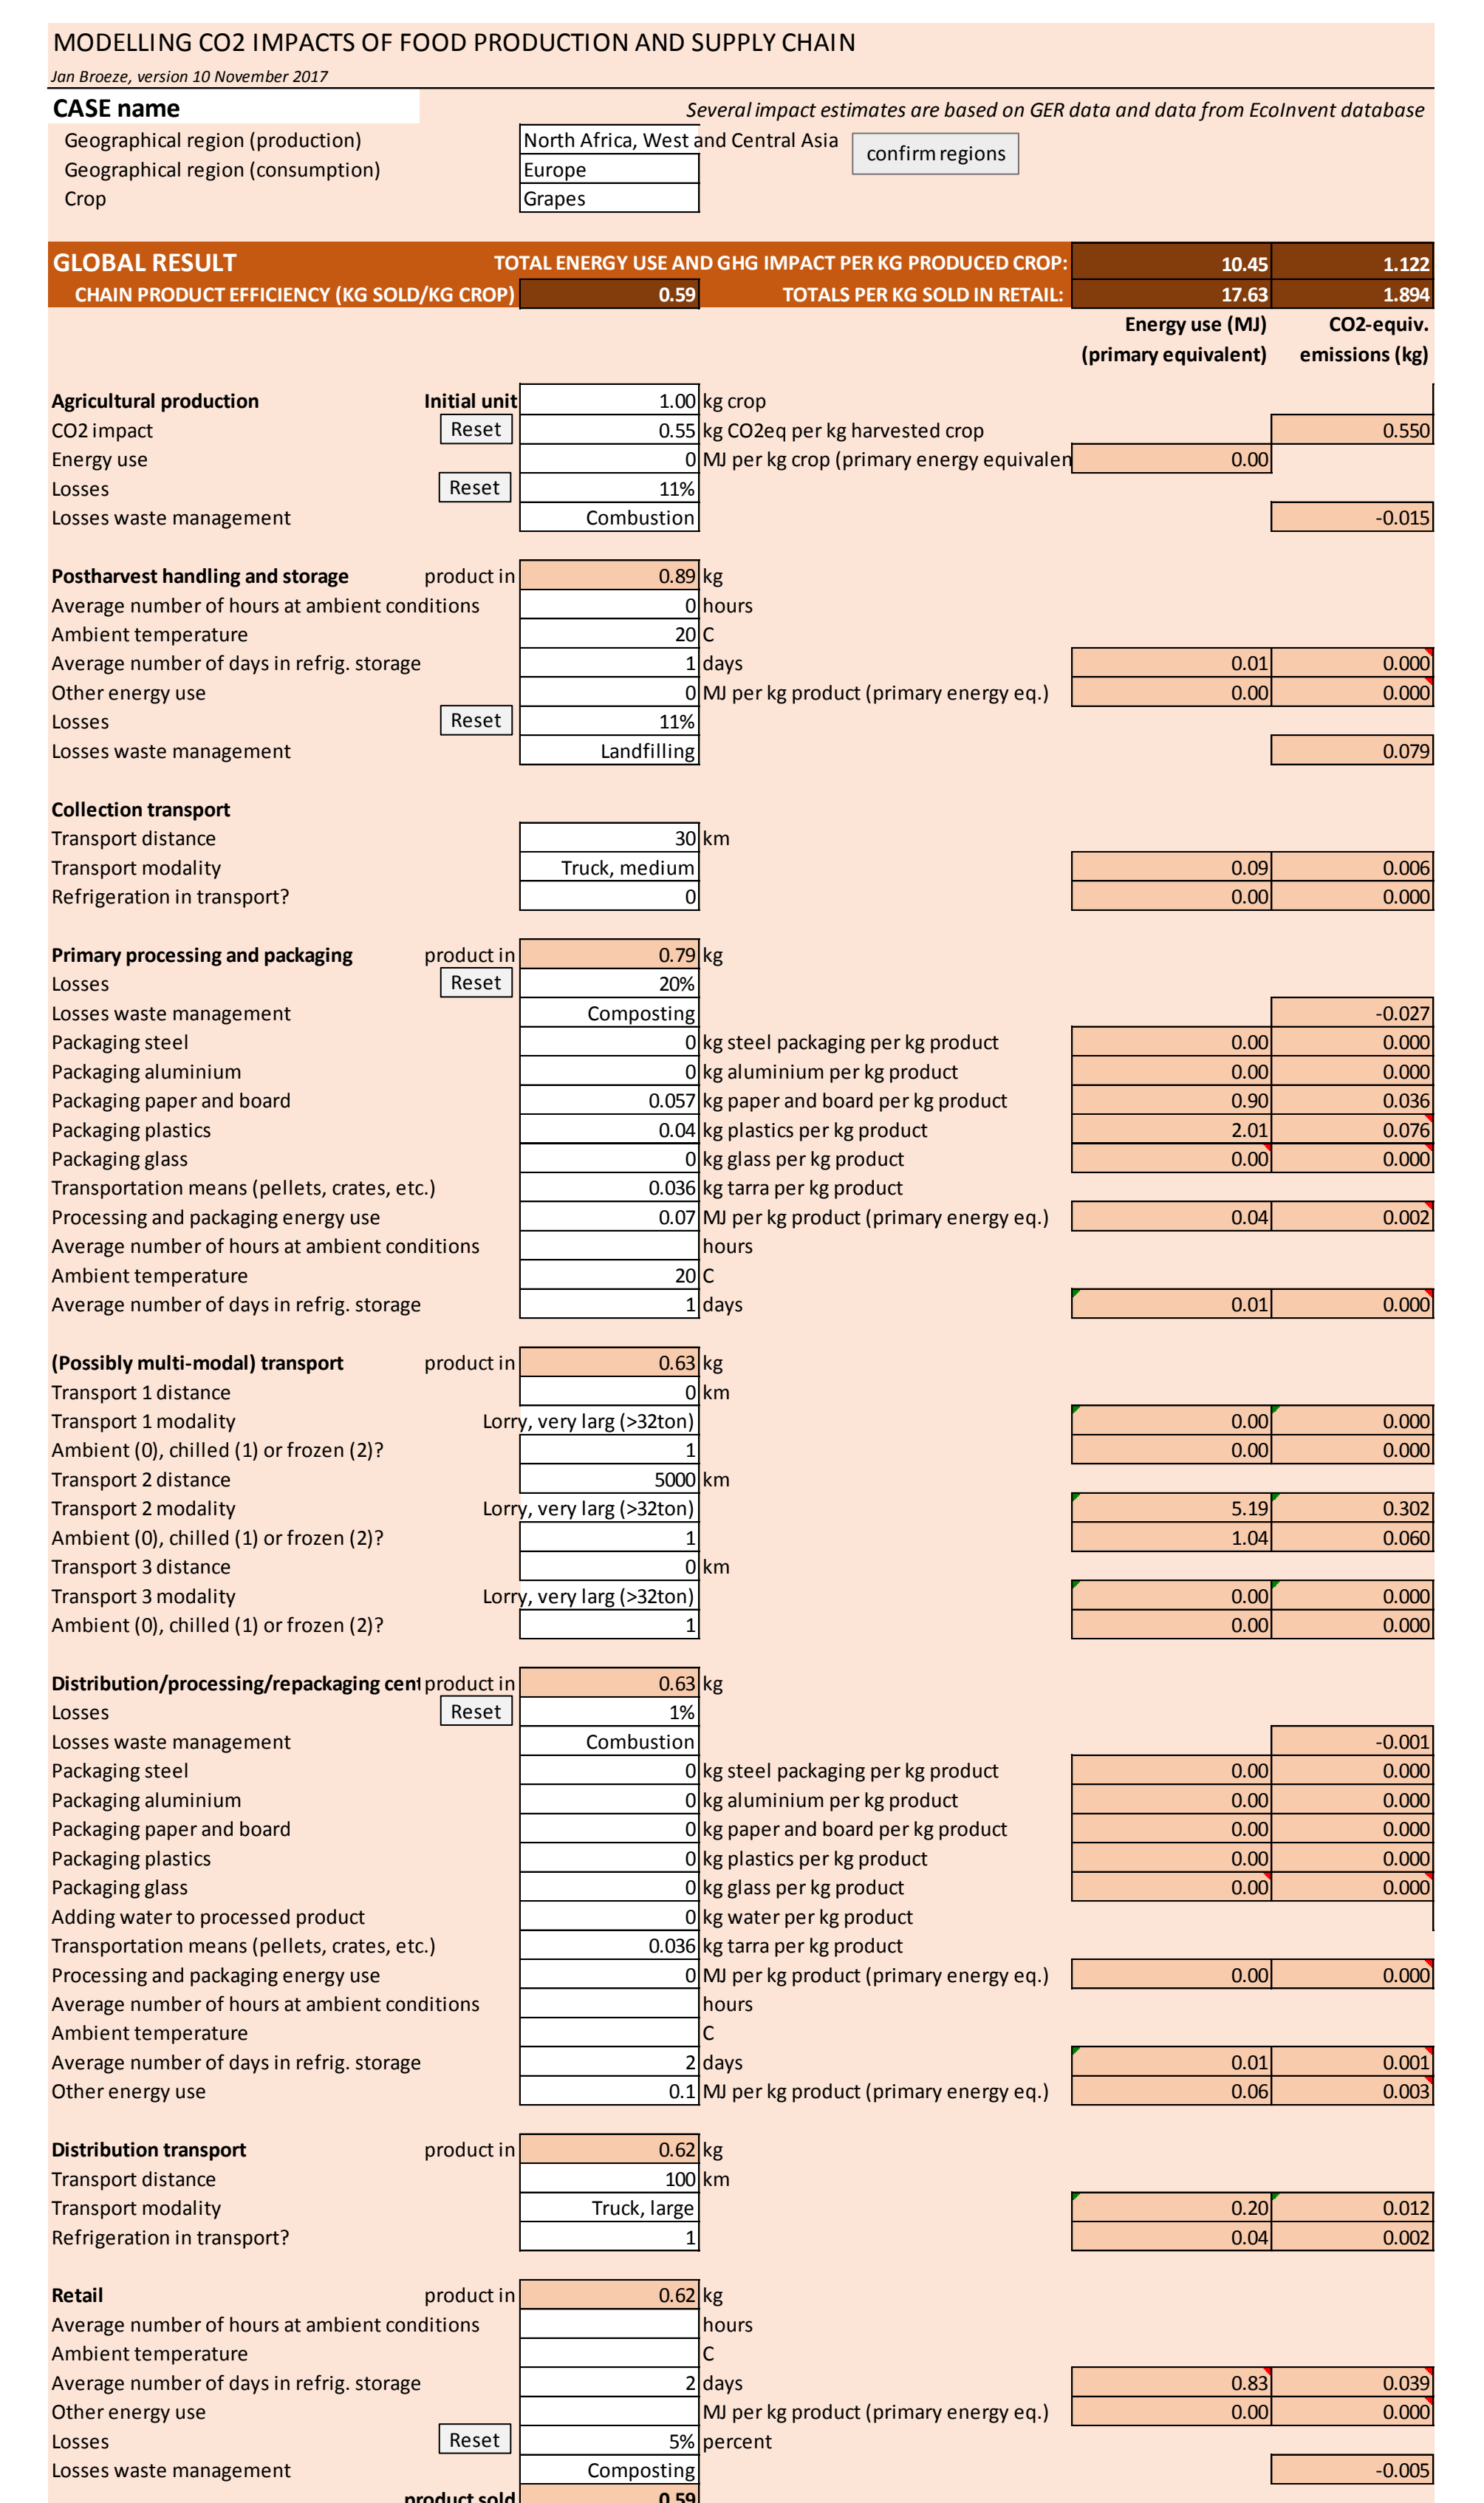 MODELLING CO2 IMPACTS OF FOOD PRODUCTION AND SUPPLY CHAIN
Jan Broeze, version 10 November 2017
CASE name Several impact estimates are based on GER data and data from EcoInvent database
Geographical region (production) North Africa, West and Central Asia confirm regions
Geographical region (consumption) Europe
Crop Grapes
GLOBAL RESULT TOTAL ENERGY USE AND GHG IMPACT PER KG PRODUCED CROP: 10.45 1.122
CHAIN PRODUCT EFFICIENCY (KG SOLD/KG CROP) 0.59 TOTALS PER KG SOLD IN RETAIL: 17.63 1.894
Energy use (MJ) CO2-equiv.
(primary equivalent) emissions (kg)
Agricultural production Initial unit 1.00 kg crop
CO2 impact Reset 0.55 kg CO2eq per kg harvested crop 0.550
Energy use 0 MJ per kg crop (primary energy equivalen 0.00
Losses Reset 11%
Losses waste management Combustion -0.015
Postharvest handling and storage product in 0.89 kg
Average number of hours at ambient conditions 0 hours
Ambient temperature 20 C
Average number of days in refrig. storage 1 days 0.01 0.000
Other energy use 0 MJ per kg product (primary energy eq.) 0.00 0.000
Losses Reset 11%
Losses waste management Landfilling 0.079
Collection transport
Transport distance 30 km
Transport modality Truck, medium 0.09 0.006
Refrigeration in transport? 0 0.00 0.000
Primary processing and packaging product in 0.79 kg
Losses Reset 20%
Losses waste management Composting -0.027
Packaging steel 0 kg steel packaging per kg product 0.00 0.000
Packaging aluminium 0 kg aluminium per kg product 0.00 0.000
Packaging paper and board 0.057 kg paper and board per kg product 0.90 0.036
Packaging plastics 0.04 kg plastics per kg product 2.01 0.076
Packaging glass 0 kg glass per kg product 0.00 0.000
Transportation means (pellets, crates, etc.) 0.036 kg tarra per kg product
Processing and packaging energy use 0.07 MJ per kg product (primary energy eq.) 0.04 0.002
Average number of hours at ambient conditions hours
Ambient temperature 20 C
Average number of days in refrig. storage 1 days 0.01 0.000
(Possibly multi-modal) transport product in 0.63 kg
Transport 1 distance 0 km
Transport 1 modality Lorry, very larg (>32ton) 0.00 0.000
Ambient (0), chilled (1) or frozen (2)? 1 0.00 0.000
Transport 2 distance 5000 km
Transport 2 modality Lorry, very larg (>32ton) 5.19 0.302
Ambient (0), chilled (1) or frozen (2)? 1 1.04 0.060
Transport 3 distance 0 km
Transport 3 modality Lorry, very larg (>32ton) 0.00 0.000
Ambient (0), chilled (1) or frozen (2)? 1 0.00 0.000
Distribution/processing/repackaging cent product in 0.63 kg
Losses Reset 1%
Losses waste management Combustion -0.001
Packaging steel 0 kg steel packaging per kg product 0.00 0.000
Packaging aluminium 0 kg aluminium per kg product 0.00 0.000
Packaging paper and board 0 kg paper and board per kg product 0.00 0.000
Packaging plastics 0 kg plastics per kg product 0.00 0.000
Packaging glass 0 kg glass per kg product 0.00 0.000
Adding water to processed product 0 kg water per kg product
Transportation means (pellets, crates, etc.) 0.036 kg tarra per kg product
Processing and packaging energy use 0 MJ per kg product (primary energy eq.) 0.00 0.000
Average number of hours at ambient conditions hours
Ambient temperature C
Average number of days in refrig. storage 2 days 0.01 0.001
Other energy use 0.1 MJ per kg product (primary energy eq.) 0.06 0.003
Distribution transport product in 0.62 kg
Transport distance 100 km
Transport modality Truck, large 0.20 0.012
Refrigeration in transport? 1 0.04 0.002
Retail product in 0.62 kg
Average number of hours at ambient conditions hours
Ambient temperature C
Average number of days in refrig. storage 2 days 0.83 0.039
Other energy use MJ per kg product (primary energy eq.) 0.00 0.000
Losses Reset 5% percent
Losses waste management Composting -0.005
product sold 0.59